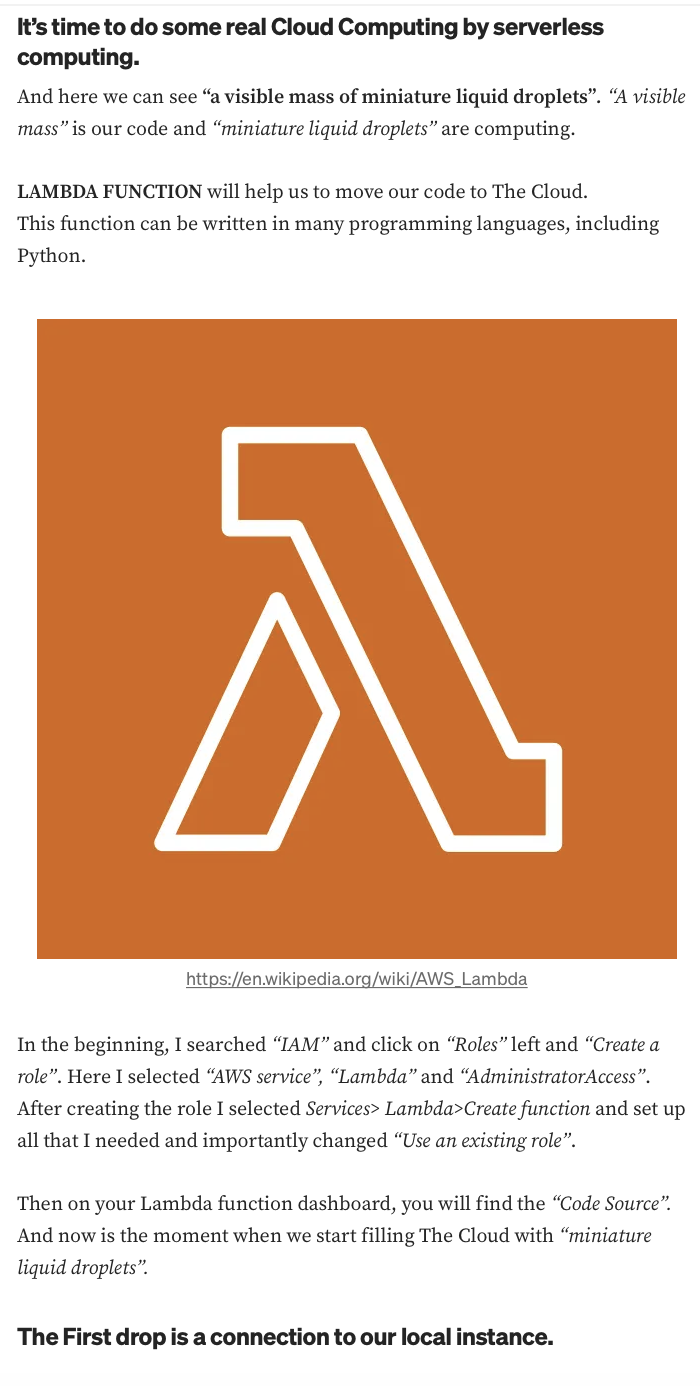 It’s time to do some real Cloud Computing by serverless
computing.
And here we can see “a visible mass of miniature liquid droplets”. “A visible
mass” is our code and “miniature liquid droplets” are computing.
LAMBDA FUNCTION will help us to move our code to The Cloud.
This function can be written in many programming languages, including
Python.
https://en.wikipedia.org/wiki/AWS_Lambda
In the beginning, I searched “IAM” and click on “Roles” left and “Create a
role”. Here I selected “AWS service”, “Lambda” and “AdministratorAccess”.
After creating the role I selected Services> Lambda>Create function and set up
all that I needed and importantly changed “Use an existing role”.
Then on your Lambda function dashboard, you will find the “Code Source”.
And now is the moment when we start filling The Cloud with “miniature
liquid droplets”.
The First drop is a connection to our local instance.